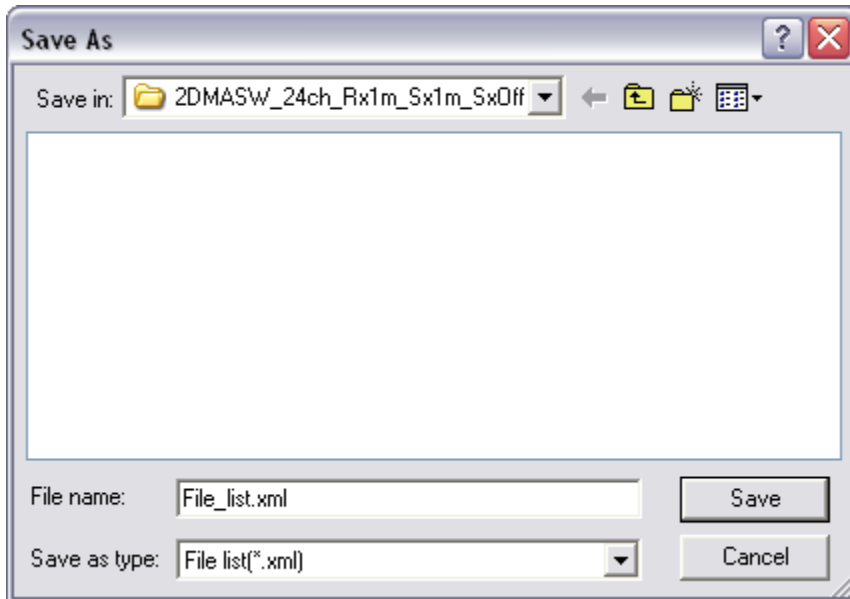 Save As
Save in: 2DMASW_24ch_Rx1m_Sx1m_SxOff
File name: File_list.xml Save
Save as type: File list(*.xml) Cancel